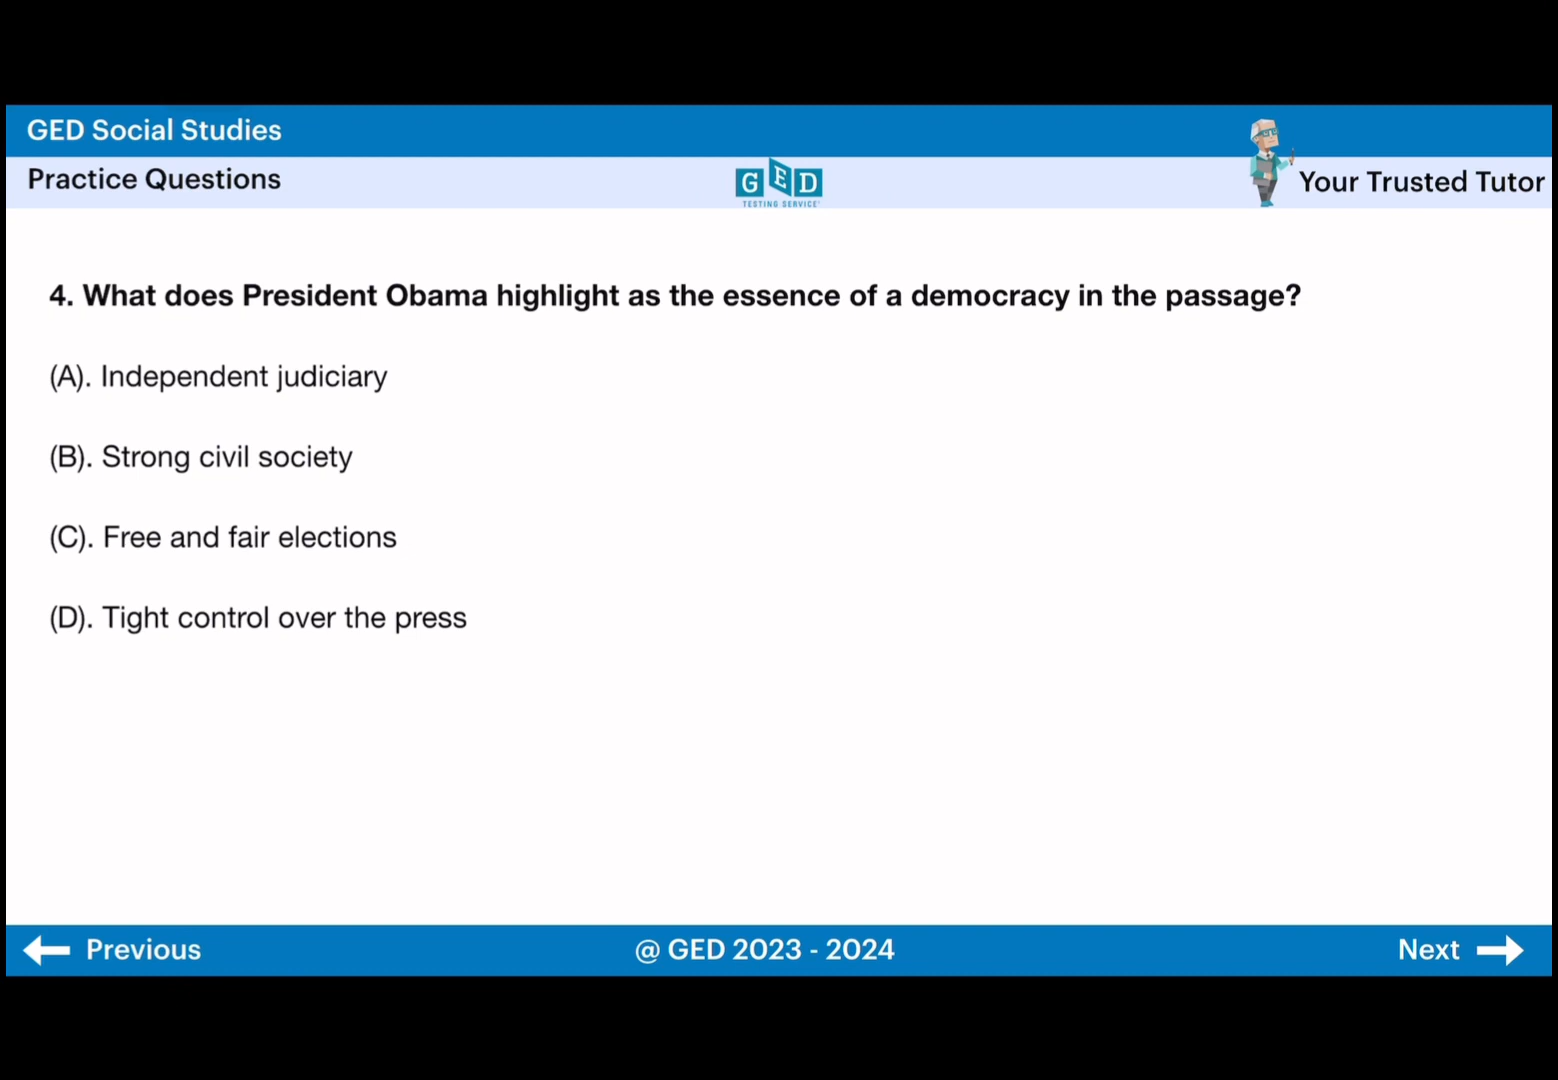 GED Social Studies
Practice Questions
GED
TESTING SERVICE
Your Trusted Tutor
4. What does President Obama highlight as the essence of a democracy in the passage?
(A). Independent judiciary
(B). Strong civil society
(C). Free and fair elections
(D). Tight control over the press
Previous
@ GED 2023 - 2024
Next